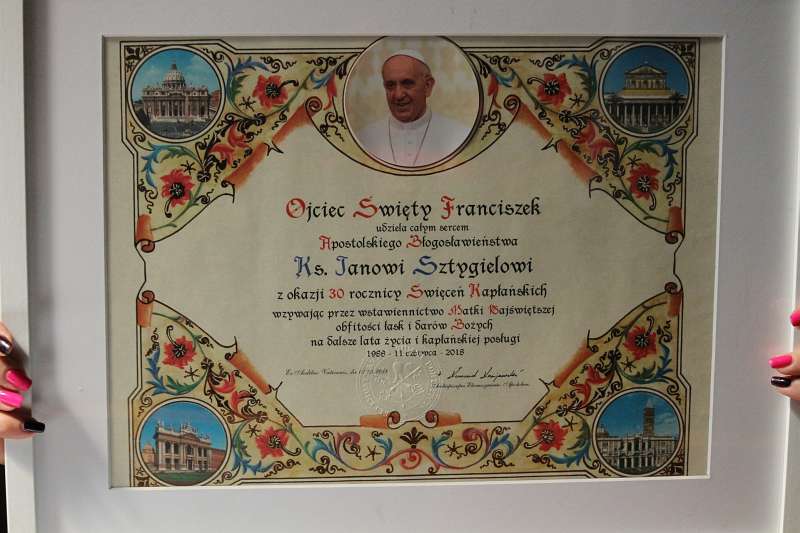 Ojciec Święty Franciszek
udziela całym sercem
Apostolskiego Błogosławieństwa
Ks. Janowi Sztygielowi
z okazji 30 rocznicy Święceń Kapłańskich
wzywając przez wstawiennictwo Matki Najświętszej
obfitości łask i darów Bożych
na dalsze lata życia i kapłańskiej posługi
1988 - 11 czerwca - 2018